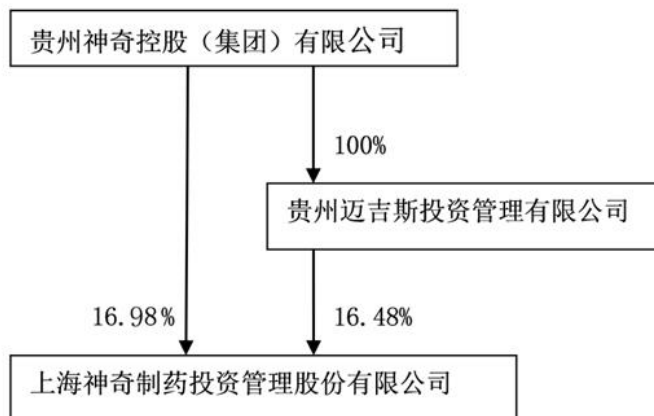 贵州神奇控股（集团）有限公司
100%
贵州迈吉斯投资管理有限公司
16.98%
16.48%
上海神奇制药投资管理股份有限公司